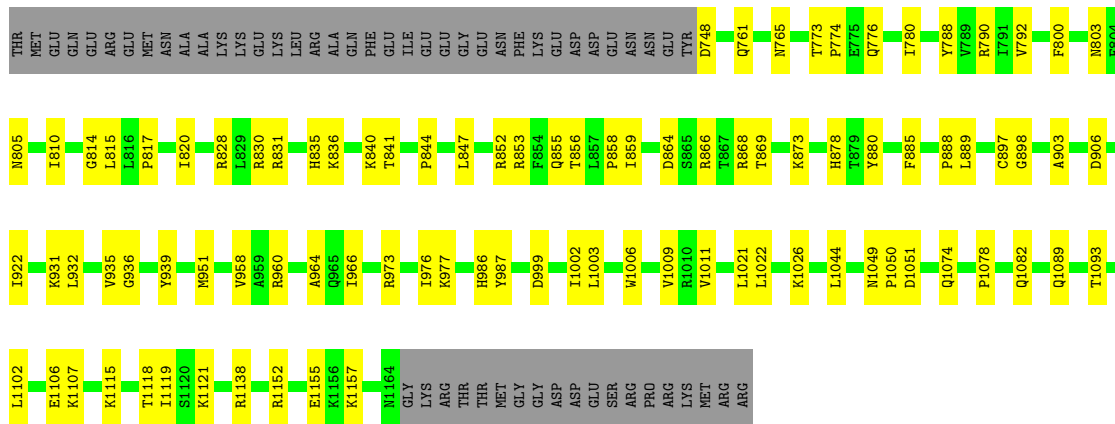 THR MET GLU GLN GLU ARG GLU MET ASN ALA ALA LYS LYS GLU LEU ARG ALA GLN PHE GLU ILE GLU GLU GLY GLU ASN PHE LYS GLU ASP ASP GLU ASN ASN GLU TYR D748 Q761 N765 T773 P774 E775 Q776 I780 Y788 V789 R790 I791 V792 F800 N803 E804
N805 I810 G814 L815 L816 P817 I820 R828 L829 R830 R831 H835 K836 K840 T841 P844 L847 R852 R853 F854 Q855 T856 L857 P858 I859 D864 S865 R866 T867 R868 T869 K873 H878 T879 Y880 F885 P888 L889 C897 G898 A903 D906
I922 K931 L932 V935 G936 Y939 M951 V958 A959 R960 A964 Q965 I966 R973 I976 K977 H986 Y987 D999 I1002 L1003 W1006 V1009 R1010 V1011 L1021 L1022 K1026 L1044 N1049 P1050 D1051 Q1074 P1078 Q1082 Q1089 T1093
L1102 E1106 K1107 K1115 T1118 I1119 S1120 K1121 R1138 R1152 E1155 K1156 K1157 N1164 GLY LYS ARG THR THR MET GLY GLY ASP ASP GLU SER ARG PRO ARG LYS MET ARG ARG